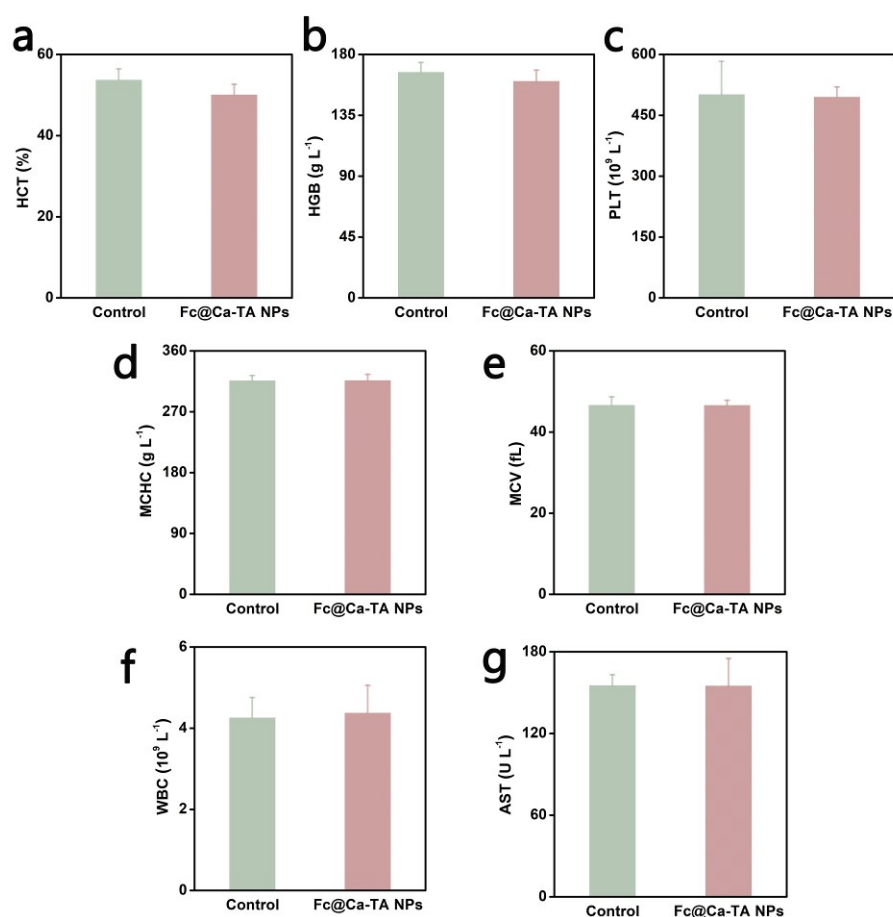 a
HCT (%)
60
40
20
0
Control Fc@Ca-TA NPs
b
HGB (g L⁻¹)
180
135
90
45
0
Control Fc@Ca-TA NPs
c
PLT (10⁹ L⁻¹)
600
450
300
150
0
Control Fc@Ca-TA NPs
d
MCHC (g L⁻¹)
360
270
180
90
0
Control Fc@Ca-TA NPs
e
MCV (fL)
60
40
20
0
Control Fc@Ca-TA NPs
f
WBC (10⁹ L⁻¹)
6
4
2
0
Control Fc@Ca-TA NPs
g
AST (U L⁻¹)
180
120
60
0
Control Fc@Ca-TA NPs